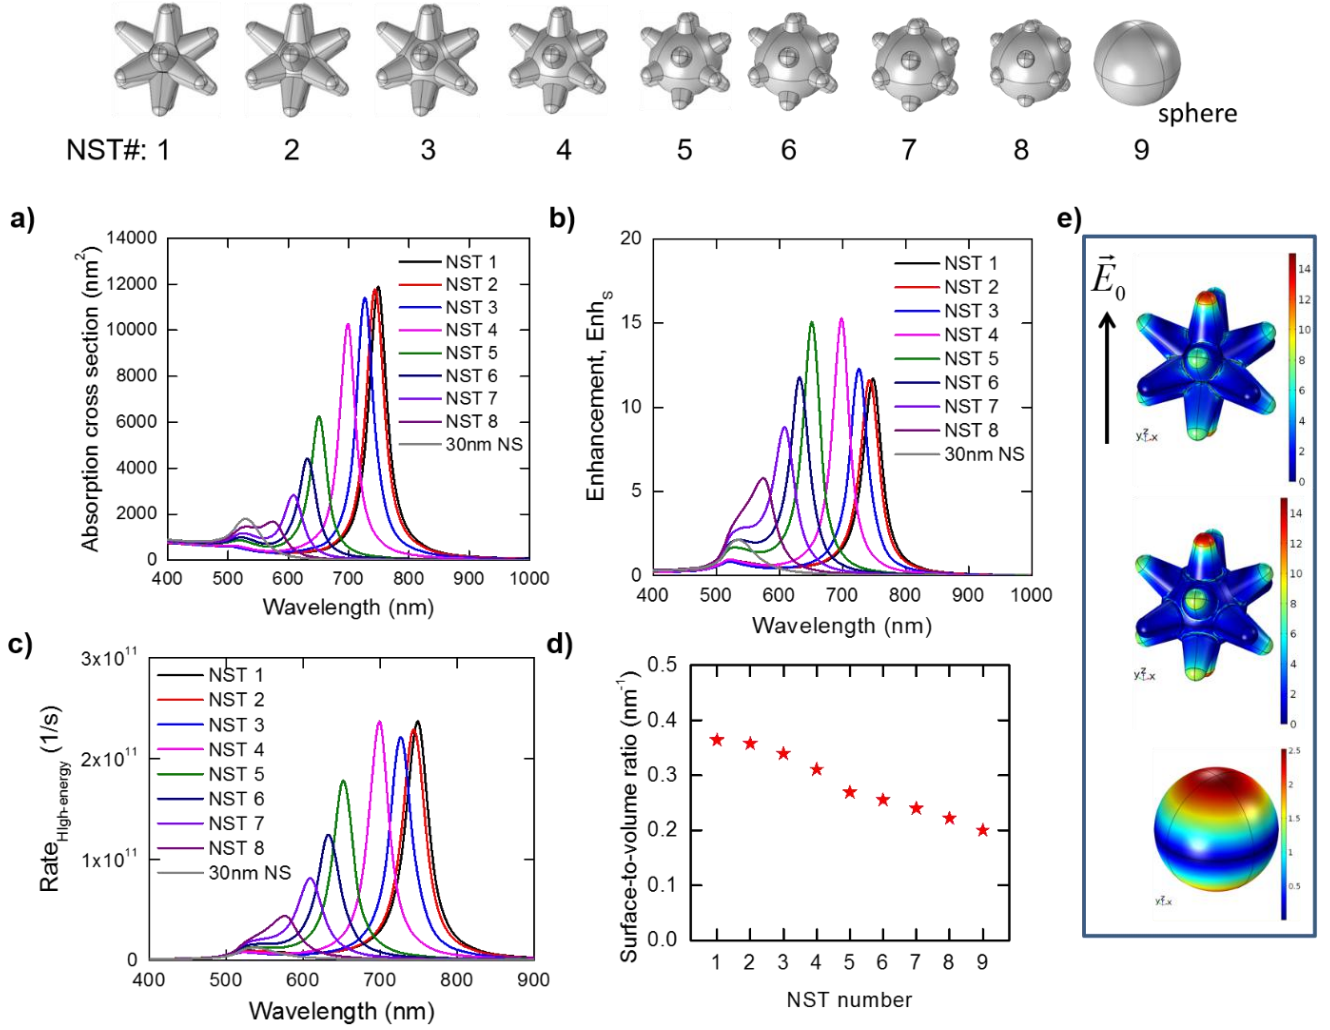 sphere
NST#: 1 2 3 4 5 6 7 8 9
a)
Absorption cross section (nm²)
14000
12000
10000
8000
6000
4000
2000
0
400 500 600 700 800 900 1000
Wavelength (nm)
NST 1
NST 2
NST 3
NST 4
NST 5
NST 6
NST 7
NST 8
30nm NS
b)
Enhancement, Enhₛ
20
15
10
5
0
400 500 600 700 800 900 1000
Wavelength (nm)
NST 1
NST 2
NST 3
NST 4
NST 5
NST 6
NST 7
NST 8
30nm NS
c)
Rate HIgh-energy (1/s)
3x10¹¹
2x10¹¹
1x10¹¹
0
400 500 600 700 800 900
Wavelength (nm)
NST 1
NST 2
NST 3
NST 4
NST 5
NST 6
NST 7
NST 8
30nm NS
d)
Surface-to-volume ratio (nm⁻¹)
0.5
0.4
0.3
0.2
0.1
0.0
1 2 3 4 5 6 7 8 9
NST number
e)
E⃗₀
14
12
10
8
6
4
2
0
y z x
14
12
10
8
6
4
2
0
y z x
2.5
2
1.5
1
0.5
y z x